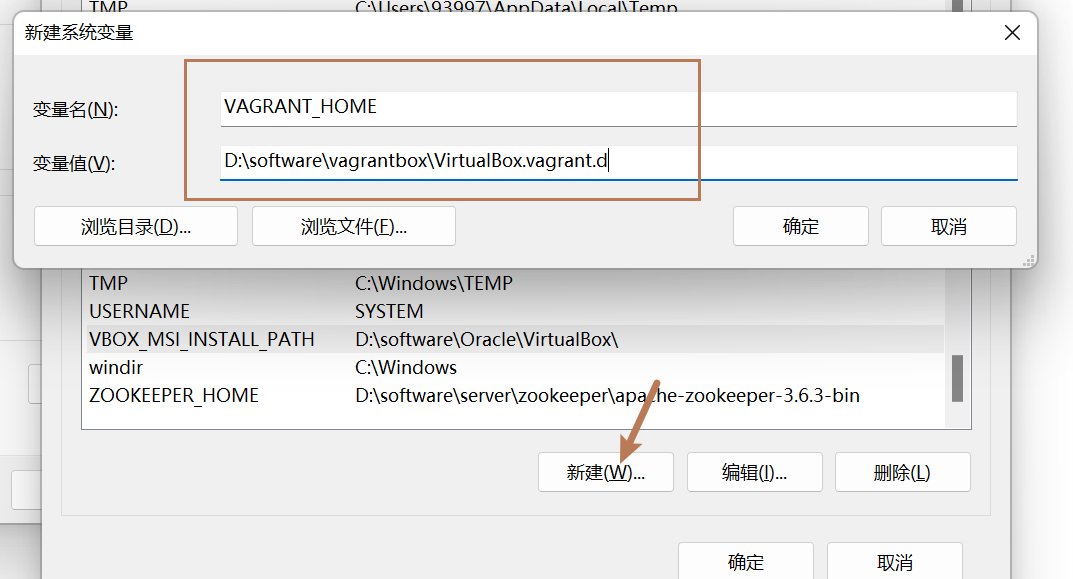 TMP C:\Users\93997\AppData\Local\Temp
新建系统变量
变量名(N): VAGRANT_HOME
变量值(V): D:\software\vagrantbox\VirtualBox.vagrant.d
浏览目录(D)... 浏览文件(F)... 确定 取消
TMP C:\Windows\TEMP
USERNAME SYSTEM
VBOX_MSI_INSTALL_PATH D:\software\Oracle\VirtualBox\
windir C:\Windows
ZOOKEEPER_HOME D:\software\server\zookeeper\apache-zookeeper-3.6.3-bin
新建(W)... 编辑(I)... 删除(L)
确定 取消